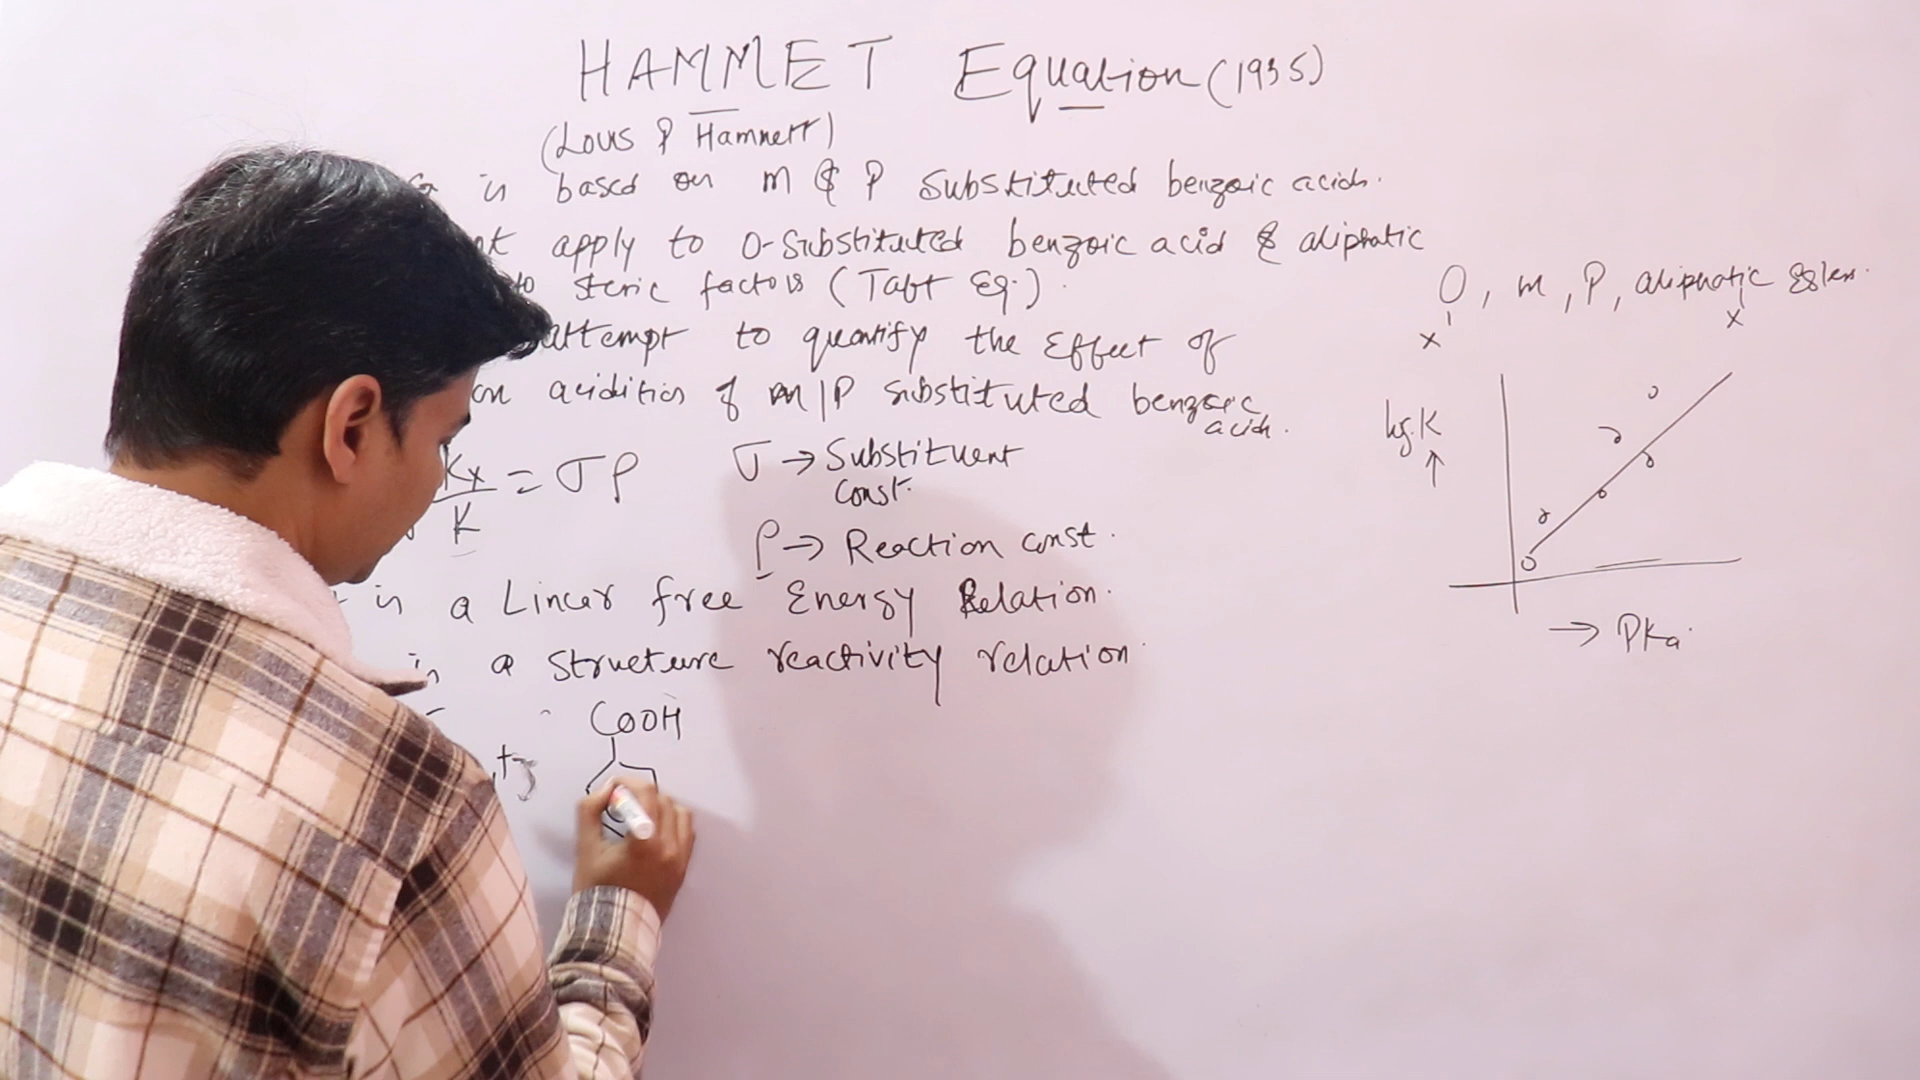 HAMMET Equation (1935)
(Lous P Hammett)
is based on m & P substituted benzoic acids.
apply to O-Substituted benzoic acid & aliphatic
to steric factors (Taft Eq.).
attempt to quantify the Effect of
on acidities of m/P substituted benzoic
acids.
Kx/K = σρ
σ → Substituent
const.
ρ → Reaction const.
is a Linear free Energy Relation.
a Structure reactivity relation.
COOH
O, m, P, aliphatic Esters.
x x
log K
↑
→ PKa.